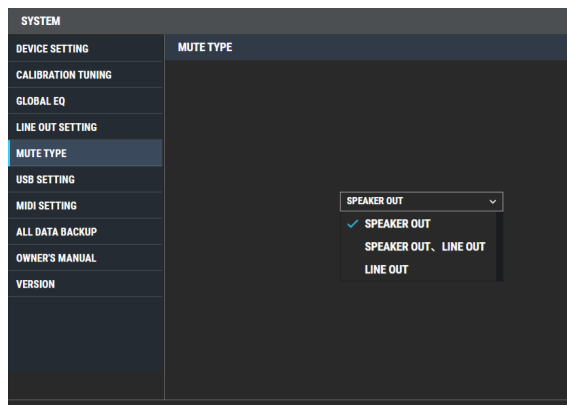 SYSTEM
DEVICE SETTING
CALIBRATION TUNING
GLOBAL EQ
LINE OUT SETTING
MUTE TYPE
USB SETTING
MIDI SETTING
ALL DATA BACKUP
OWNER'S MANUAL
VERSION
MUTE TYPE
SPEAKER OUT
SPEAKER OUT
SPEAKER OUT、LINE OUT
LINE OUT